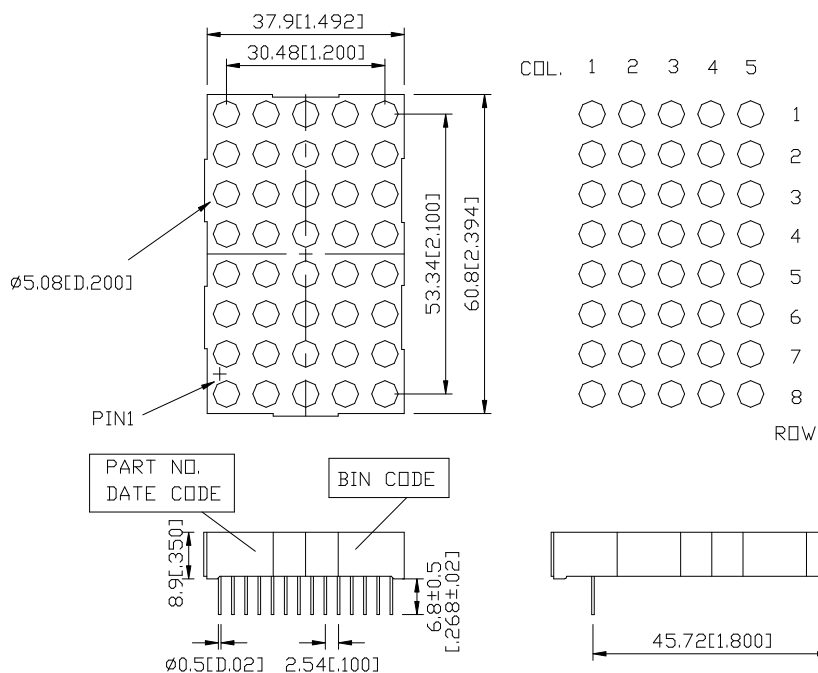 37.9[1.492]
30.48[1.200]
COL. 1 2 3 4 5
1
2
3
4
5
6
7
8
ROW
53.34[2.100]
60.8[2.394]
ø5.08[D.200]
PIN1
PART NO.
DATE CODE
BIN CODE
8.9[.350]
6.8±0.5
[.268±.02]
ø0.5[D.02]
2.54[.100]
45.72[1.800]